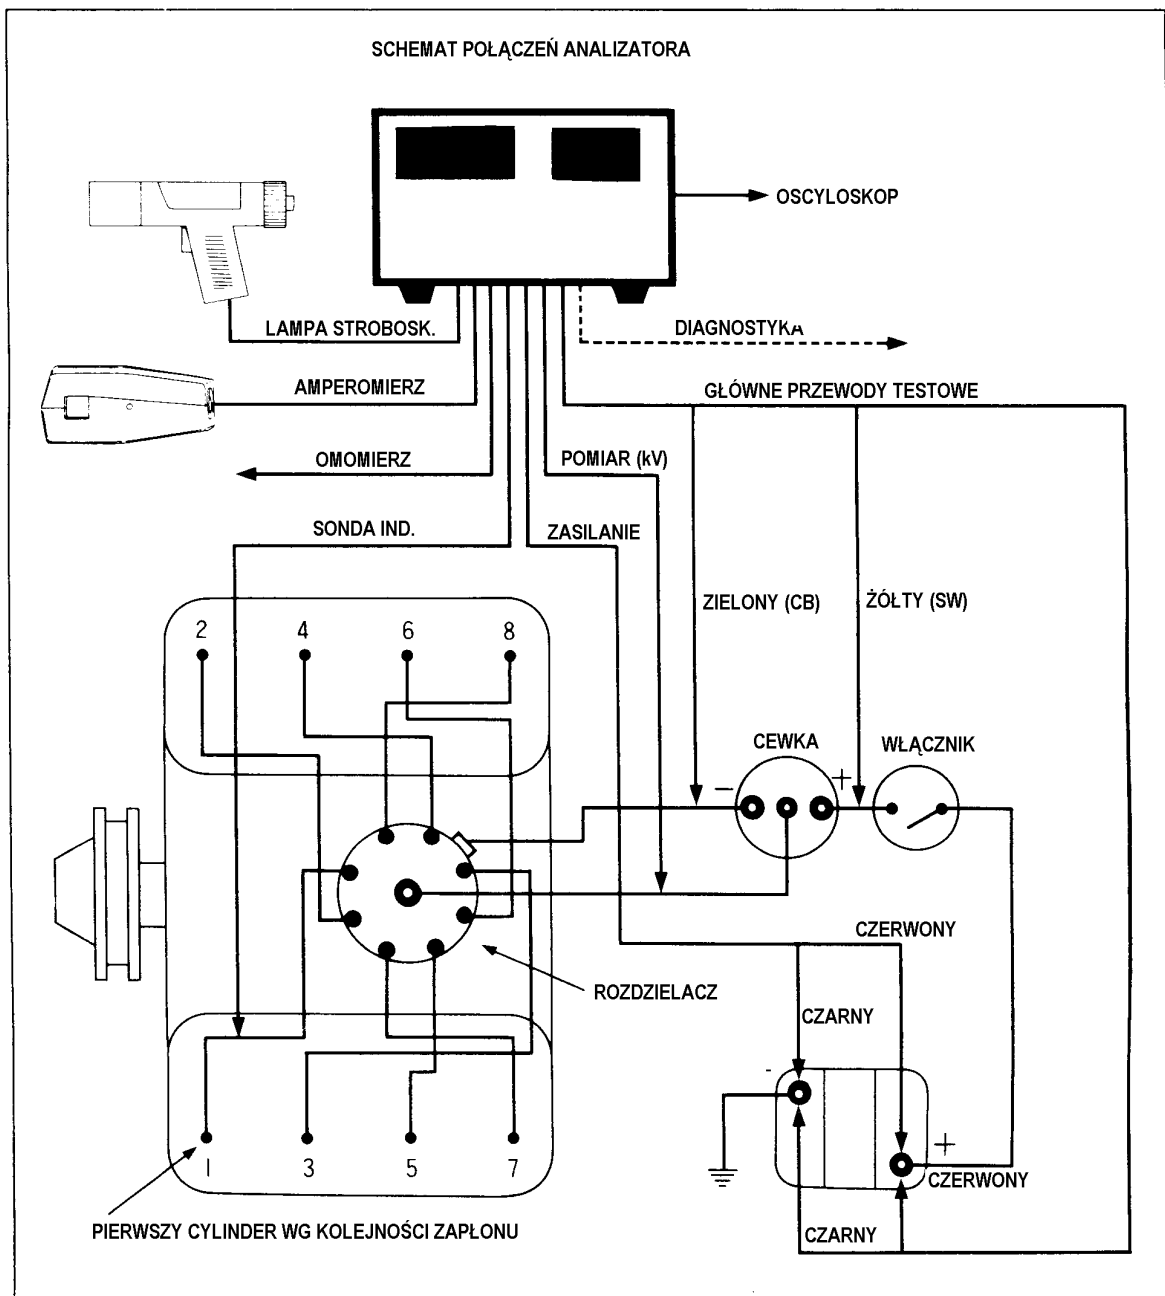 SCHEMAT POŁĄCZEŃ ANALIZATORA
OSCYLOSKOP
LAMPA STROBOSK.
DIAGNOSTYKA
AMPEROMIERZ
GŁÓWNE PRZEWODY TESTOWE
OMOMIERZ
POMIAR (kV)
SONDA IND.
ZASILANIE
ZIELONY (CB)
ŻÓŁTY (SW)
2 4 6 8
CEWKA
WŁĄCZNIK
- +
CZERWONY
ROZDZIELACZ
CZARNY
- +
CZERWONY
1 3 5 7
PIERWSZY CYLINDER WG KOLEJNOŚCI ZAPŁONU
CZARNY